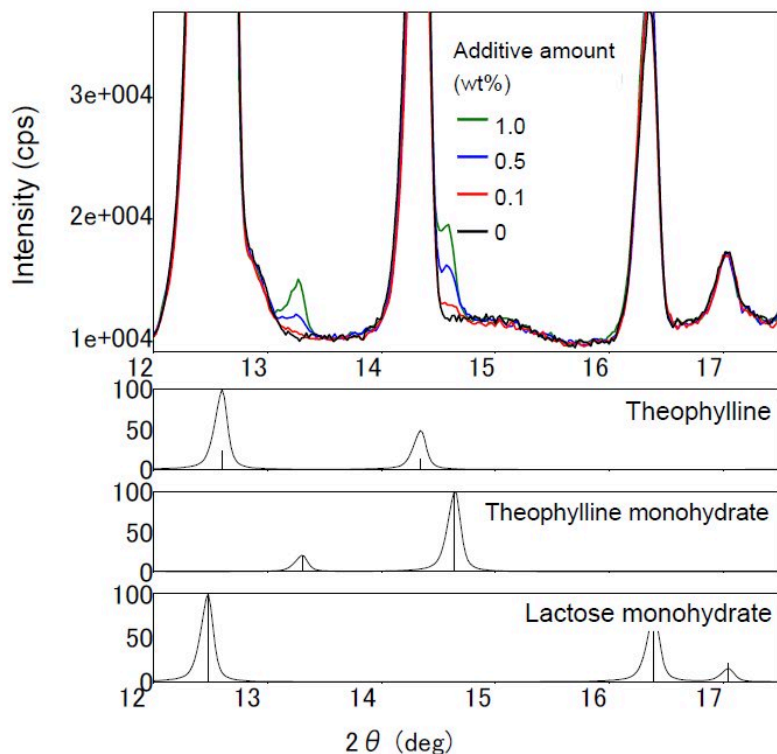 Additive amount
(wt%)
1.0
0.5
0.1
0
Intensity (cps)
3e+004
2e+004
1e+004
12 13 14 15 16 17
Theophylline
100
50
0
Theophylline monohydrate
100
50
0
Lactose monohydrate
100
50
0
12 13 14 15 16 17
2θ (deg)